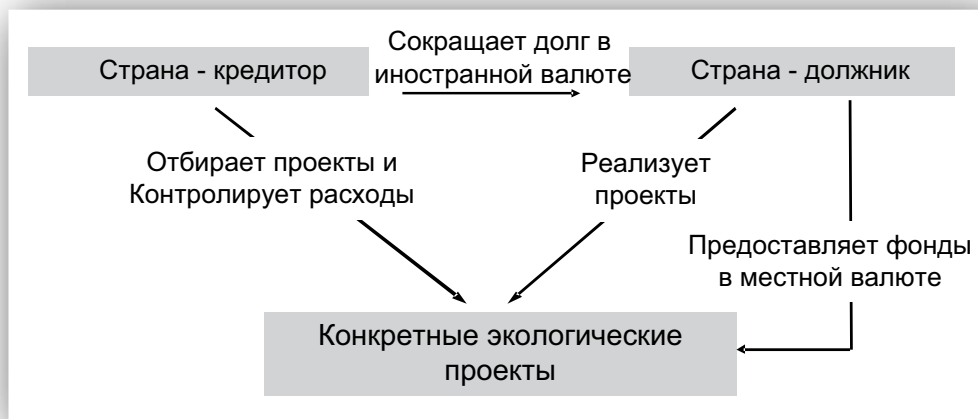 Сокращает долг в
иностранной валюте
Страна - кредитор
Страна - должник
Отбирает проекты и
Контролирует расходы
Реализует
проекты
Предоставляет фонды
в местной валюте
Конкретные экологические
проекты